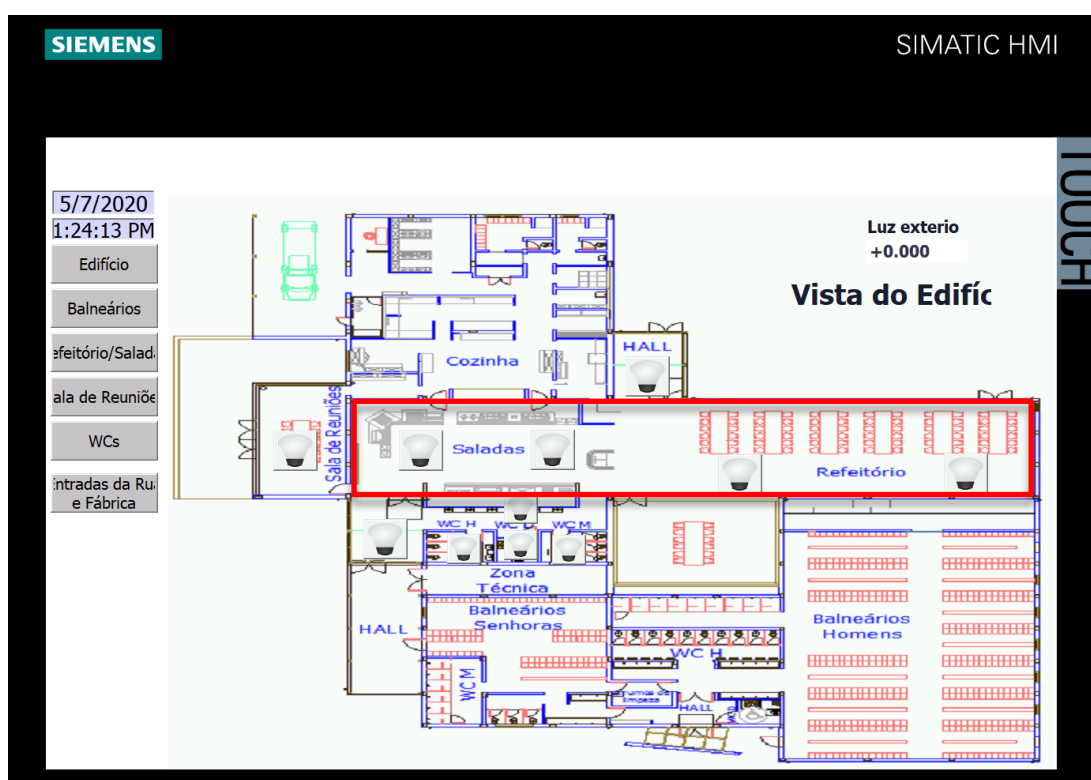 SIEMENS
SIMATIC HMI
TOUCH
5/7/2020
1:24:13 PM
Edifício
Balneários
efeitório/Salad
ala de Reuniõe
WCs
ntradas da Ru
e Fábrica
Luz exterio
+0.000
Vista do Edifíc
HALL
Cozinha
Sala de Reuniões
Saladas
Refeitório
WC H
WC M
Zona
Técnica
Balneários
Senhoras
HALL
WC M
WC H
limpeza
HALL
Balneários
Homens